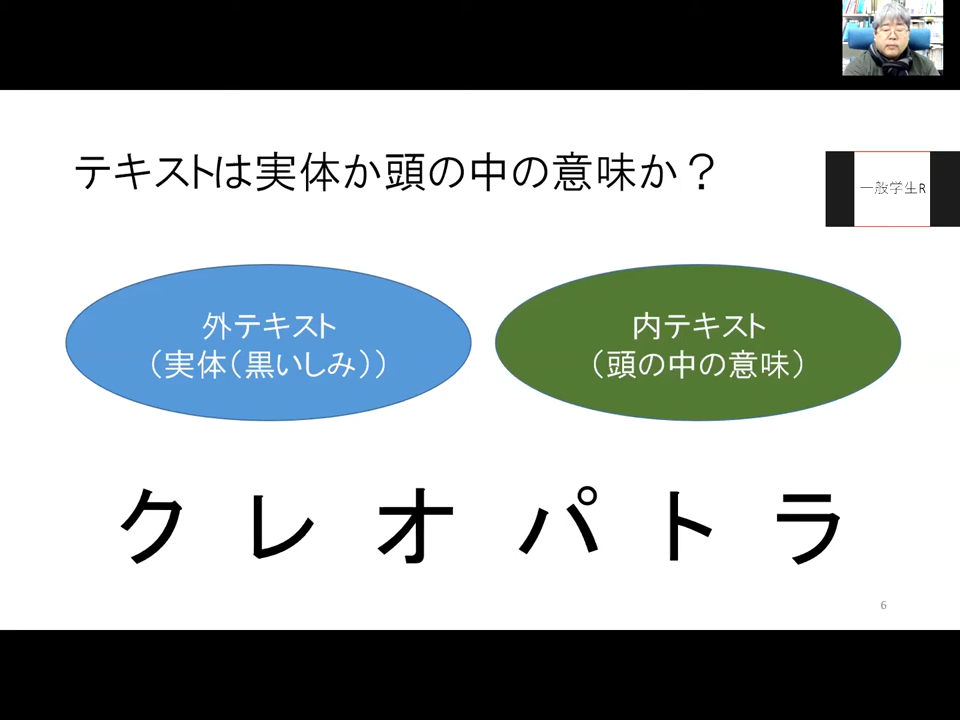 テキストは実体か頭の中の意味か？
一般学生R
外テキスト
（実体（黒いしみ））
内テキスト
（頭の中の意味）
ク レ オ パ ト ラ
6